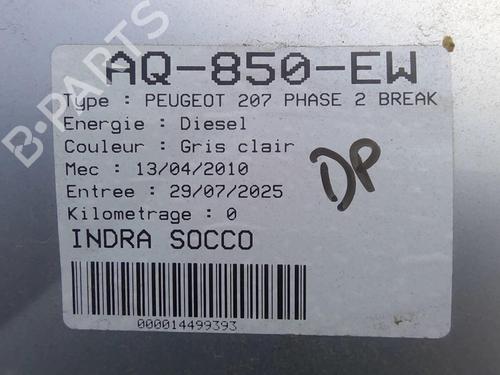 AQ-850-EW
Type : PEUGEOT 207 PHASE 2 BREAK
Energie : Diesel
Couleur : Gris clair
Mec : 13/04/2010
Entree : 29/07/2025
Kilometrage : 0
INDRA SOCCO
000014499393
DP
B-PARTS